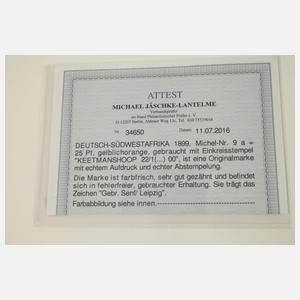 ATTEST
MICHAEL JÄSCHKE-LANTELME
Verbandsprüfer
im Bund Philatelistischer Prüfer e. V.
Nr. 34650 Datum: 11.07.2016
DEUTSCH-SÜDWESTAFRIKA 1899, Michel-Nr. 9 a =
25 Pf, gelblichorange, gebraucht mit Einkreisstempel
"KEETMANSHOOP 22/1(...) 00", ist eine Originalmarke
mit echtem Aufdruck und echter Abstempelung.
Die Marke ist farbfrisch, sehr gut gezähnt und befindet
sich in fehlerfreier, gebrauchter Erhaltung. Sie trägt das
Zeichen "Gebr. Senf/ Leipzig".
Farbabbildung siehe innen.